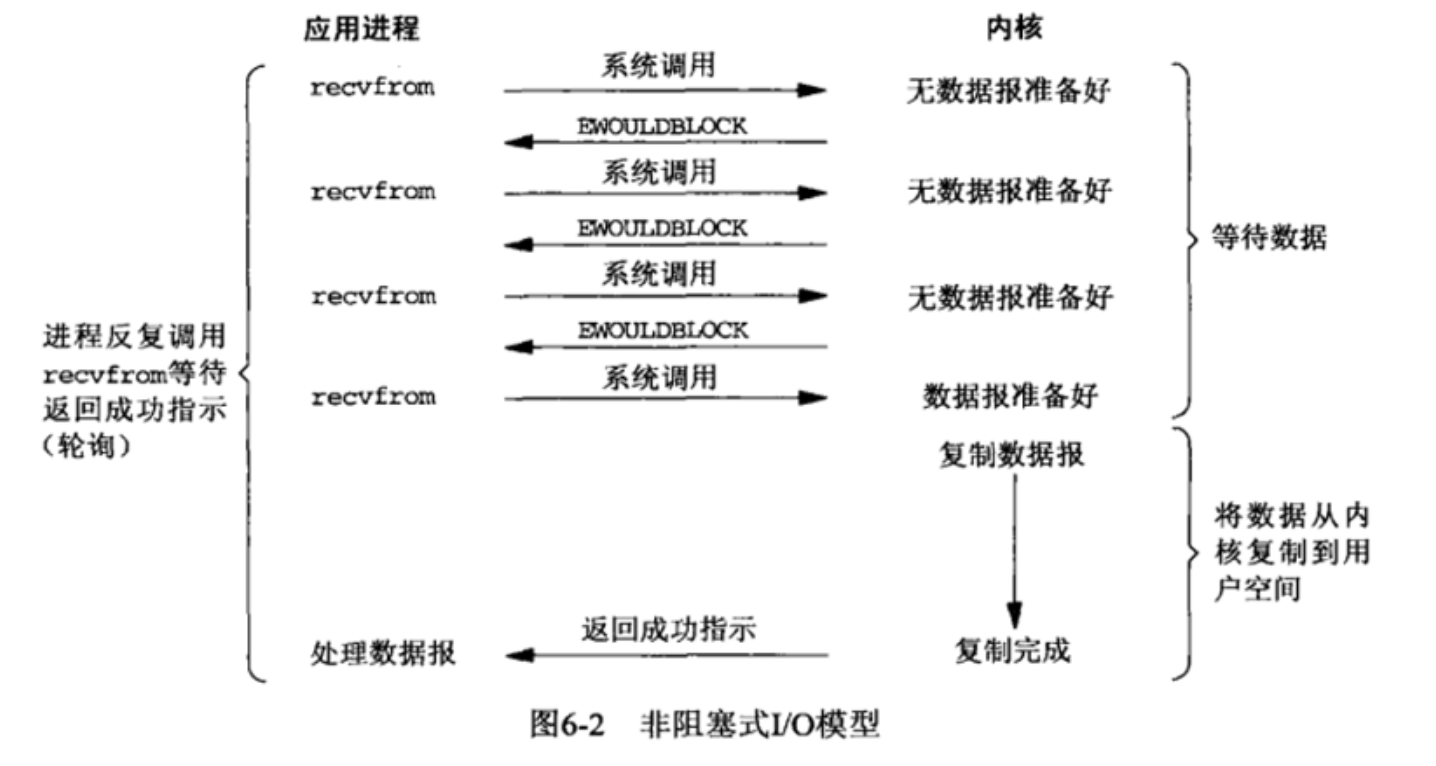 应用进程 内核
系统调用
recvfrom 无数据报准备好
EWOULDBLOCK
系统调用
recvfrom 无数据报准备好
EWOULDBLOCK
等待数据
系统调用
recvfrom 无数据报准备好
EWOULDBLOCK
进程反复调用
recvfrom等待
返回成功指示
(轮询)
系统调用
recvfrom 数据报准备好
复制数据报
将数据从内
核复制到用
户空间
返回成功指示
处理数据报 复制完成
图6-2 非阻塞式I/O模型